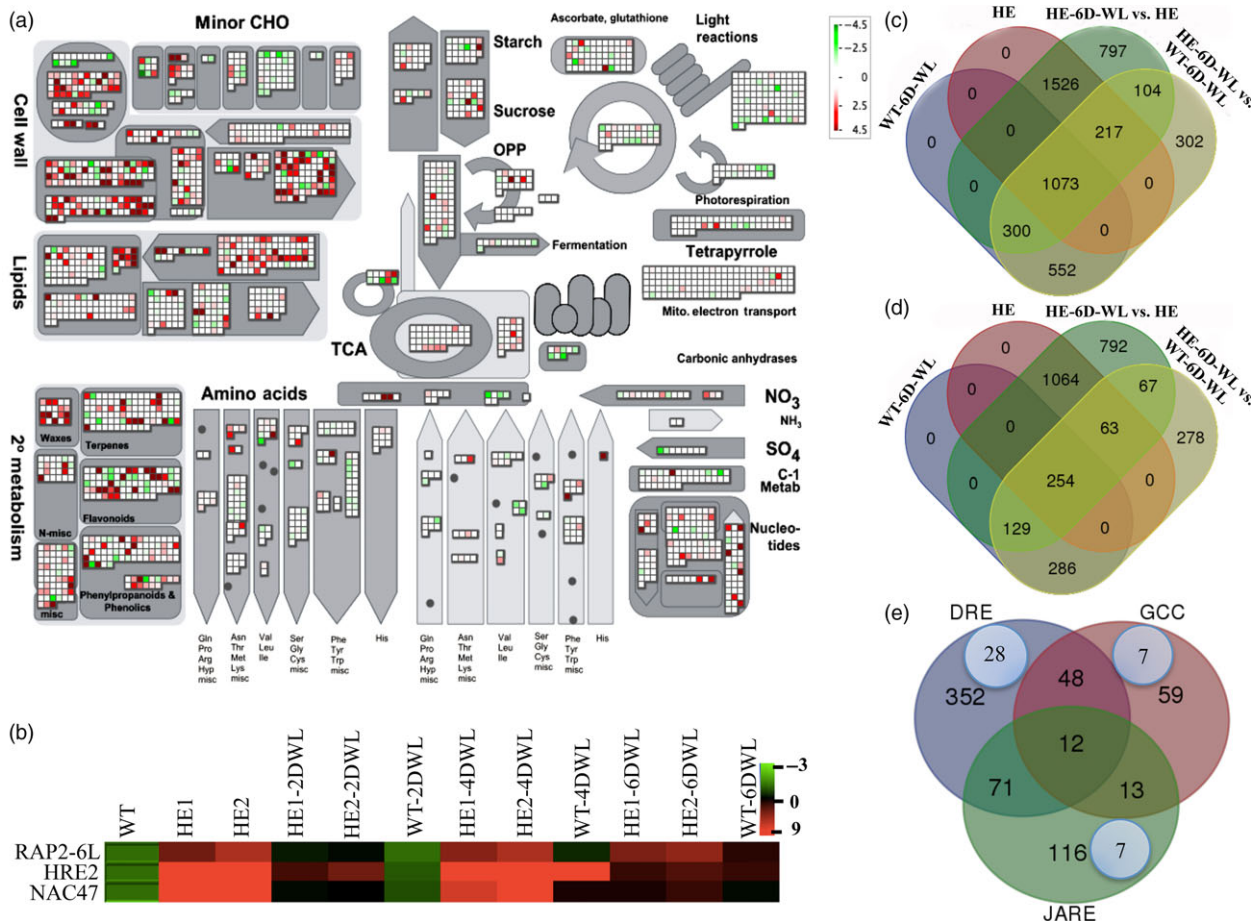 (a)
Minor CHO
Cell wall
Lipids
2° metabolism
Waxes
Terpenes
N-misc
Flavonoids
misc
Phenylpropanoids &
Phenolics
Starch
Sucrose
OPP
TCA
Fermentation
Ascorbate, glutathione
Light
reactions
Photorespiration
Tetrapyrrole
Mito. electron transport
Carbonic anhydrases
Amino acids
NO3
NH3
SO4
C-1
Metab
Nucleo-
tides
Gln
Pro
Arg
Hyp
misc
Asn
Thr
Met
Lys
misc
Val
Leu
Ile
Ser
Gly
Cys
misc
Phe
Tyr
Trp
misc
His
Gln
Pro
Arg
Hyp
misc
Asn
Thr
Met
Lys
misc
Val
Leu
Ile
Ser
Gly
Cys
misc
Phe
Tyr
Trp
misc
His
−4.5
−2.5
0
2.5
4.5
(b)
WT
HE1
HE2
HE1-2DWL
HE2-2DWL
WT-2DWL
HE1-4DWL
HE2-4DWL
WT-4DWL
HE1-6DWL
HE2-6DWL
WT-6DWL
−3
0
9
RAP2-6L
HRE2
NAC47
(c)
HE
HE-6D-WL vs. HE
WT-6D-WL
HE-6D-WL vs.
WT-6D-WL
0
797
0
1526
104
0
0
217
302
0
1073
0
300
0
552
(d)
HE
HE-6D-WL vs. HE
WT-6D-WL
HE-6D-WL vs.
WT-6D-WL
0
792
0
1064
67
0
0
63
278
0
254
0
129
0
286
(e)
DRE
GCC
28
7
352
48
59
12
71
13
116
7
JARE